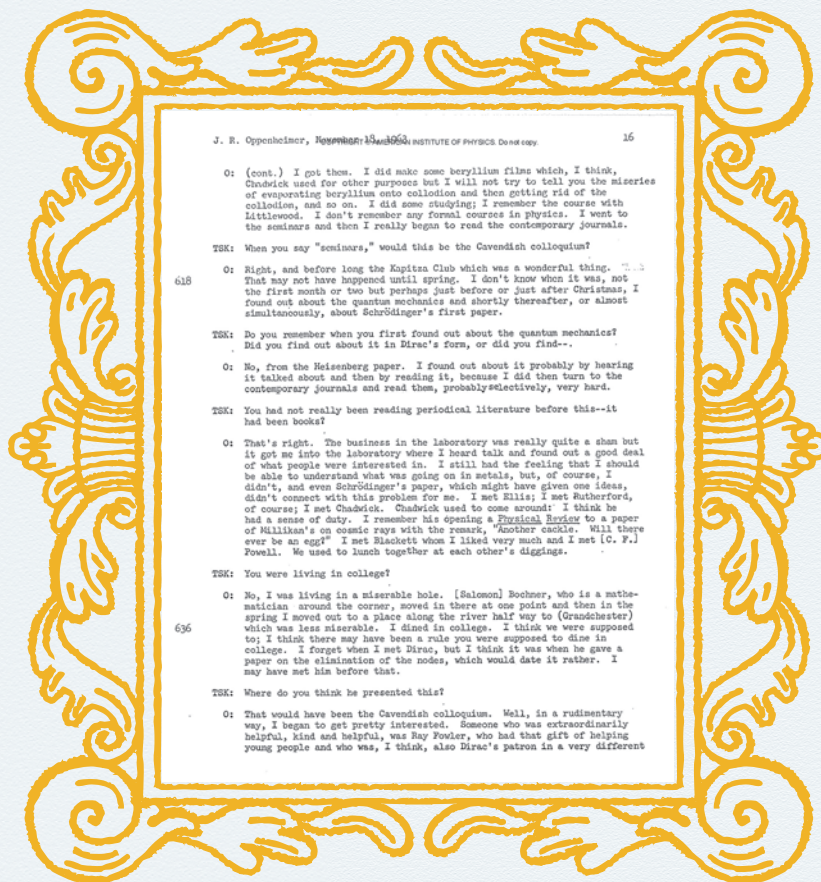 J. R. Oppenheimer, November 18, 1963 COPYRIGHT © AMERICAN INSTITUTE OF PHYSICS. Do not copy. 16
O: (cont.) I got them. I did make some beryllium films which, I think,
Chadwick used for other purposes but I will not try to tell you the miseries
of evaporating beryllium onto collodion and then getting rid of the
collodion, and so on. I did some studying; I remember the course with
Littlewood. I don't remember any formal courses in physics. I went to
the seminars and then I really began to read the contemporary journals.
TSK: When you say "seminars," would this be the Cavendish colloquium?
O: Right, and before long the Kapitza Club which was a wonderful thing.
618 That may not have happened until spring. I don't know when it was, not
the first month or two but perhaps just before or just after Christmas, I
found out about the quantum mechanics and shortly thereafter, or almost
simultaneously, about Schrödinger's first paper.
TSK: Do you remember when you first found out about the quantum mechanics?
Did you find out about it in Dirac's form, or did you find--.
O: No, from the Heisenberg paper. I found out about it probably by hearing
it talked about and then by reading it, because I did then turn to the
contemporary journals and read them, probably selectively, very hard.
TSK: You had not really been reading periodical literature before this--it
had been books?
O: That's right. The business in the laboratory was really quite a sham but
it got me into the laboratory where I heard talk and found out a good deal
of what people were interested in. I still had the feeling that I should
be able to understand what was going on in metals, but, of course, I
didn't, and even Schrödinger's paper, which might have given one ideas,
didn't connect with this problem for me. I met Ellis; I met Rutherford,
of course; I met Chadwick. Chadwick used to come around: I think he
had a sense of duty. I remember his opening a Physical Review to a paper
of Millikan's on cosmic rays with the remark, "Another cackle. Will there
ever be an egg?" I met Blackett whom I liked very much and I met [C. F.]
Powell. We used to lunch together at each other's diggings.
TSK: You were living in college?
O: No, I was living in a miserable hole. [Salomon] Bochner, who is a mathe-
matician around the corner, moved in there at one point and then in the
spring I moved out to a place along the river half way to (Grandchester)
636 which was less miserable. I dined in college. I think we were supposed
to; I think there may have been a rule you were supposed to dine in
college. I forget when I met Dirac, but I think it was when he gave a
paper on the elimination of the nodes, which would date it rather. I
may have met him before that.
TSK: Where do you think he presented this?
O: That would have been the Cavendish colloquium. Well, in a rudimentary
way, I began to get pretty interested. Someone who was extraordinarily
helpful, kind and helpful, was Ray Fowler, who had that gift of helping
young people and who was, I think, also Dirac's patron in a very different